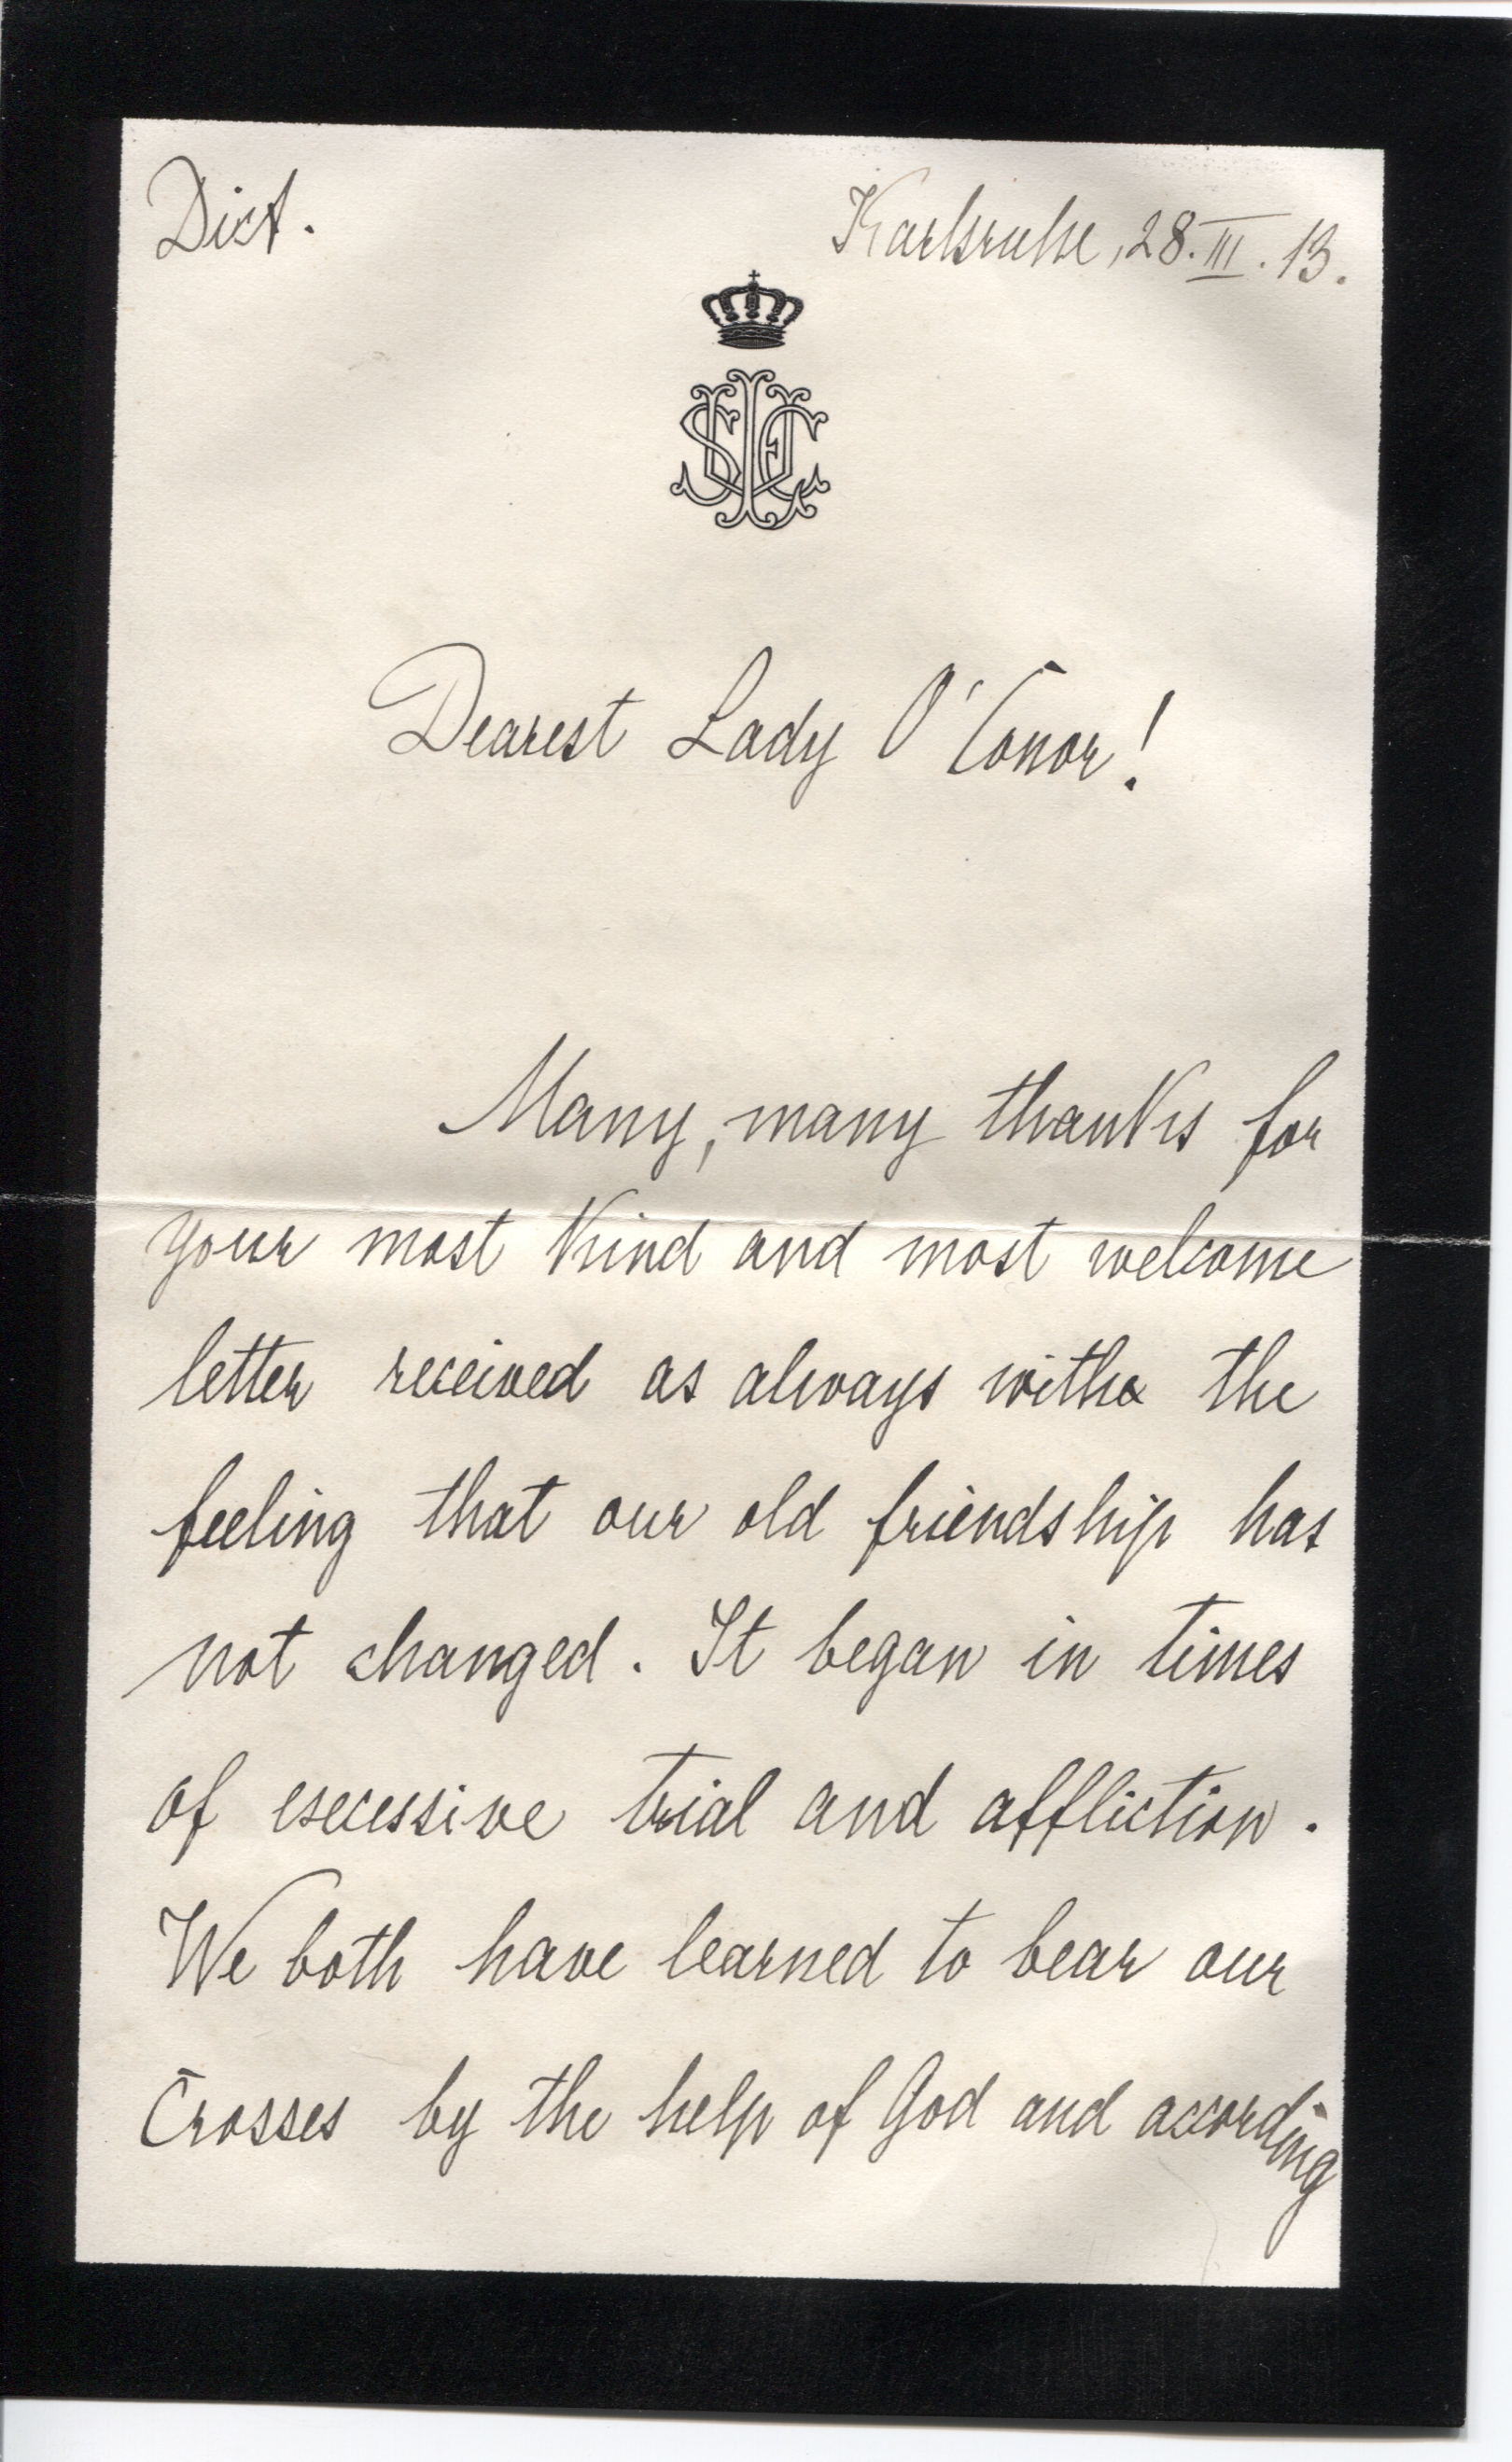 Dict.
Karlsruhe, 28. III. 13.
Dearest Lady O'Conor!
Many, many thanks for
your most kind and most welcome
letter received as always with the
feeling that our old friendship has
not changed. It began in times
of esecessive trial and affliction.
We both have learned to bear our
Crosses by the help of God and according